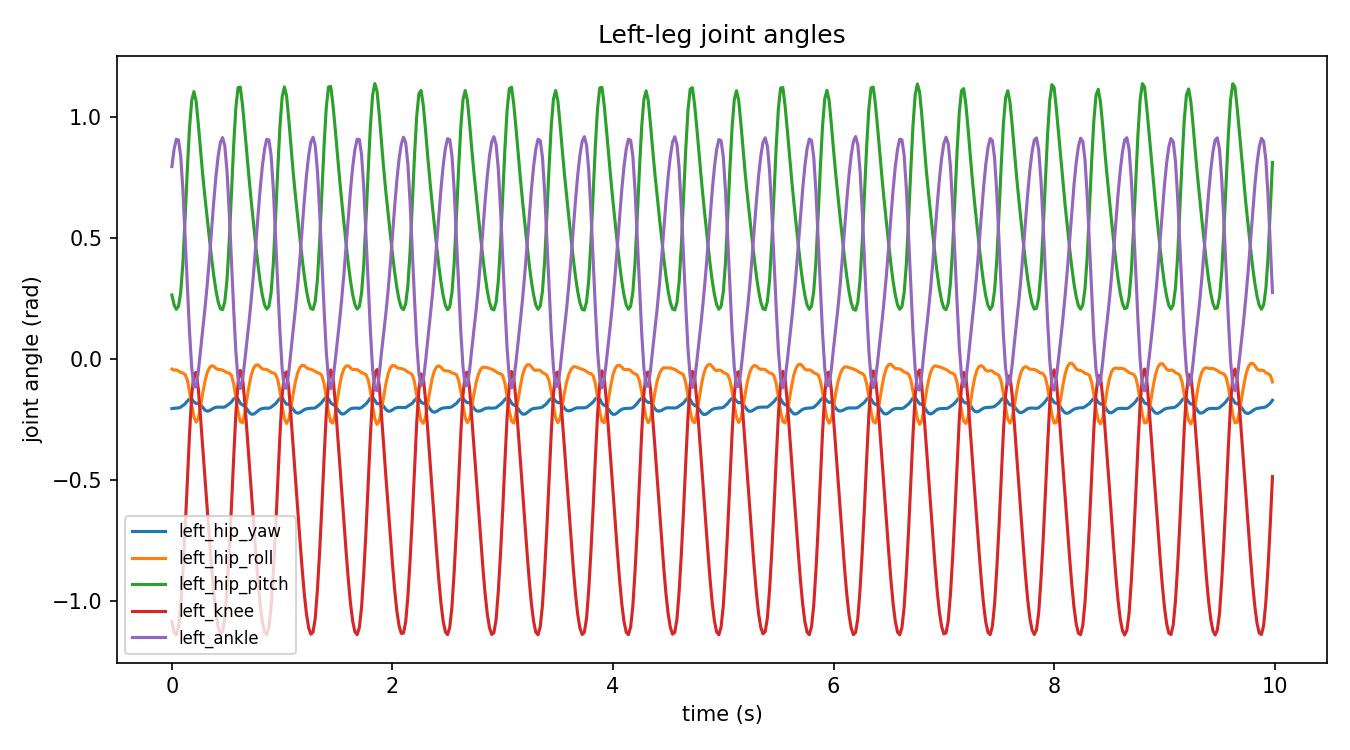 Left-leg joint angles
joint angle (rad)
1.0
0.5
0.0
−0.5
−1.0
left_hip_yaw
left_hip_roll
left_hip_pitch
left_knee
left_ankle
0 2 4 6 8 10
time (s)